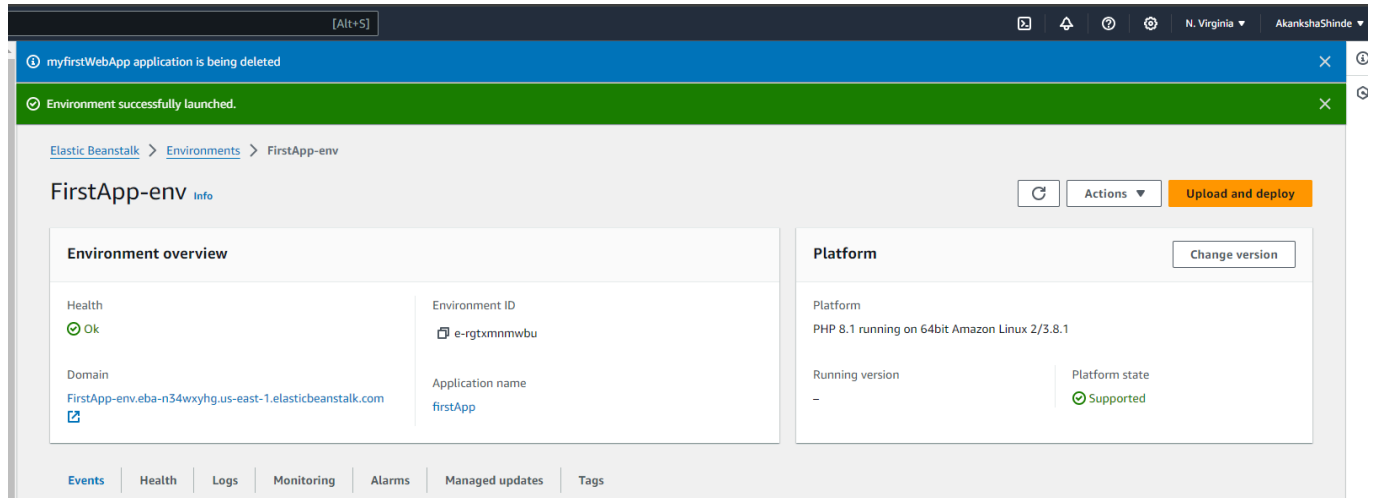 [Alt+S] N. Virginia ▼ AkankshaShinde ▼
myfirstWebApp application is being deleted
Environment successfully launched.
Elastic Beanstalk > Environments > FirstApp-env
FirstApp-env Info
Actions ▼ Upload and deploy
Environment overview
Health
Ok
Domain
FirstApp-env.eba-n34wxyhg.us-east-1.elasticbeanstalk.com
Environment ID
e-rgtxmnmwbu
Application name
firstApp
Platform
Change version
Platform
PHP 8.1 running on 64bit Amazon Linux 2/3.8.1
Running version
–
Platform state
Supported
Events Health Logs Monitoring Alarms Managed updates Tags